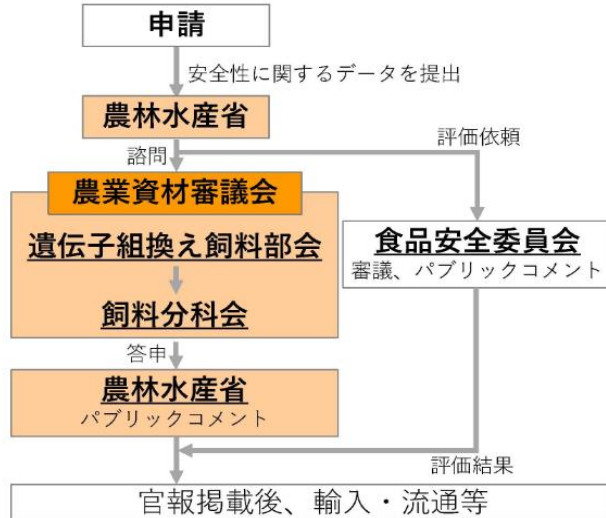 申請
安全性に関するデータを提出
農林水産省
諮問
評価依頼
農業資材審議会
遺伝子組換え飼料部会
飼料分科会
食品安全委員会
審議、パブリックコメント
答申
農林水産省
パブリックコメント
評価結果
官報掲載後、輸入・流通等